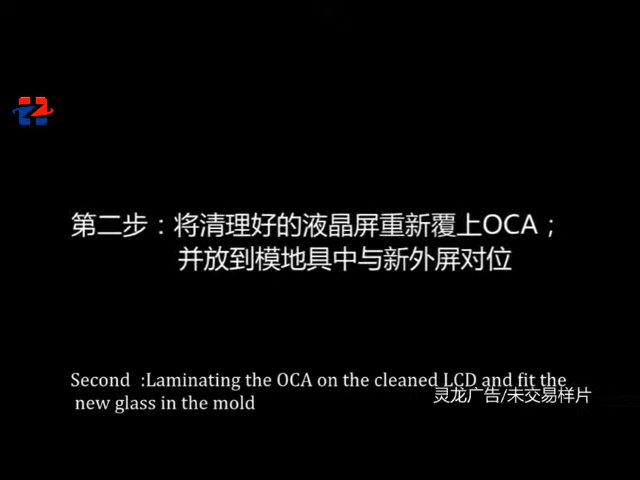 第二步：将清理好的液晶屏重新覆上OCA；
并放到模地具中与新外屏对位
Second :Laminating the OCA on the cleaned LCD and fit the
new glass in the mold
灵龙广告/未交易样片